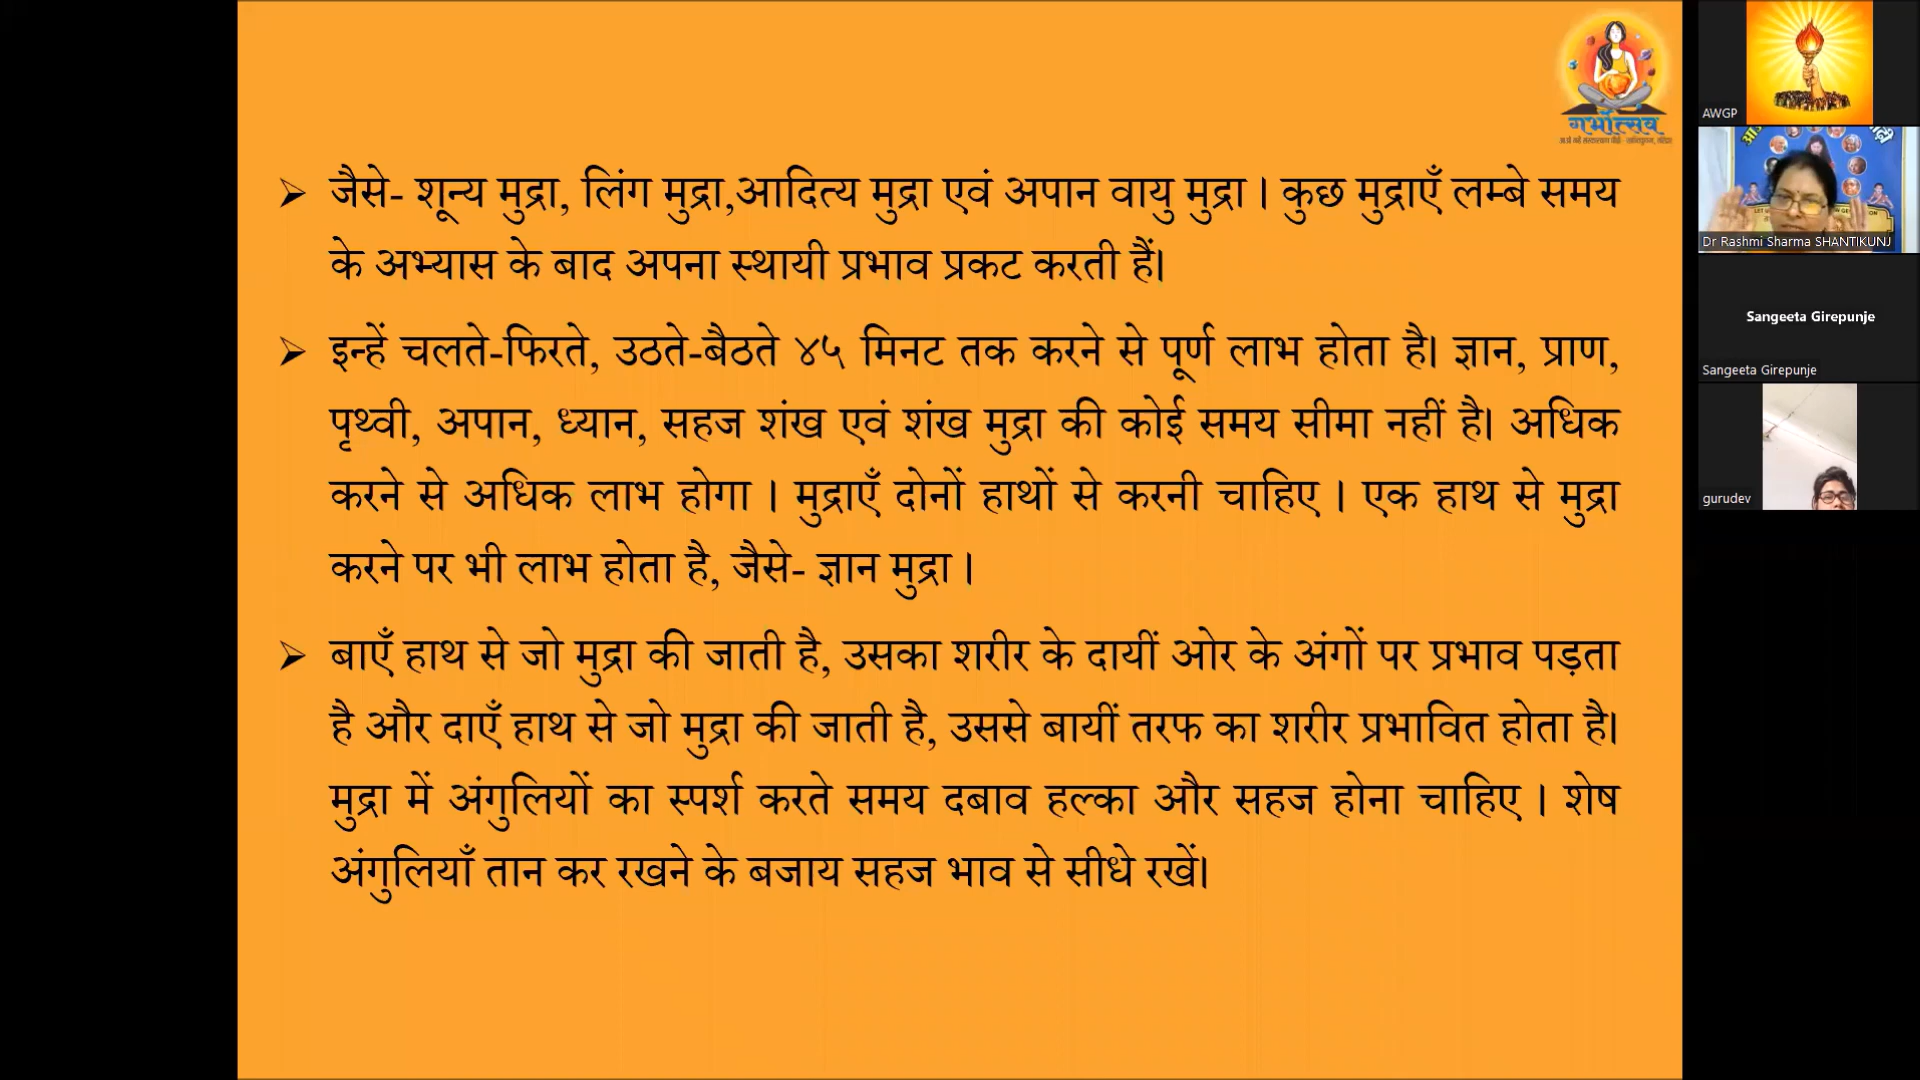 गर्भोत्सव
➢ जैसे- शून्य मुद्रा, लिंग मुद्रा,आदित्य मुद्रा एवं अपान वायु मुद्रा । कुछ मुद्राएँ लम्बे समय
के अभ्यास के बाद अपना स्थायी प्रभाव प्रकट करती हैं।
➢ इन्हें चलते-फिरते, उठते-बैठते ४५ मिनट तक करने से पूर्ण लाभ होता है। ज्ञान, प्राण,
पृथ्वी, अपान, ध्यान, सहज शंख एवं शंख मुद्रा की कोई समय सीमा नहीं है। अधिक
करने से अधिक लाभ होगा । मुद्राएँ दोनों हाथों से करनी चाहिए । एक हाथ से मुद्रा
करने पर भी लाभ होता है, जैसे- ज्ञान मुद्रा ।
➢ बाएँ हाथ से जो मुद्रा की जाती है, उसका शरीर के दायीं ओर के अंगों पर प्रभाव पड़ता
है और दाएँ हाथ से जो मुद्रा की जाती है, उससे बायीं तरफ का शरीर प्रभावित होता है।
मुद्रा में अंगुलियों का स्पर्श करते समय दबाव हल्का और सहज होना चाहिए । शेष
अंगुलियाँ तान कर रखने के बजाय सहज भाव से सीधे रखें।
AWGP
Dr Rashmi Sharma SHANTIKUNJ
Sangeeta Girepunje
Sangeeta Girepunje
gurudev